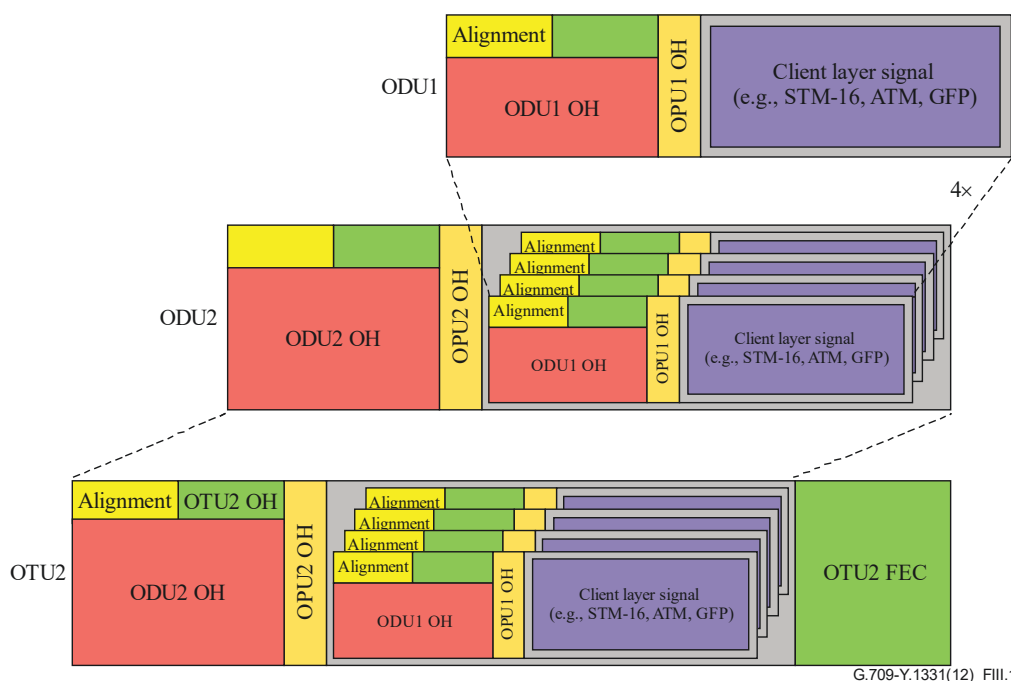 Alignment
ODU1
ODU1 OH
OPU1 OH
Client layer signal
(e.g., STM-16, ATM, GFP)
4×
ODU2
ODU2 OH
OPU2 OH
Alignment
Alignment
Alignment
Alignment
ODU1 OH
OPU1 OH
Client layer signal
(e.g., STM-16, ATM, GFP)
OTU2
Alignment
OTU2 OH
ODU2 OH
OPU2 OH
Alignment
Alignment
Alignment
Alignment
ODU1 OH
OPU1 OH
Client layer signal
(e.g., STM-16, ATM, GFP)
OTU2 FEC
G.709-Y.1331(12)_FIII.